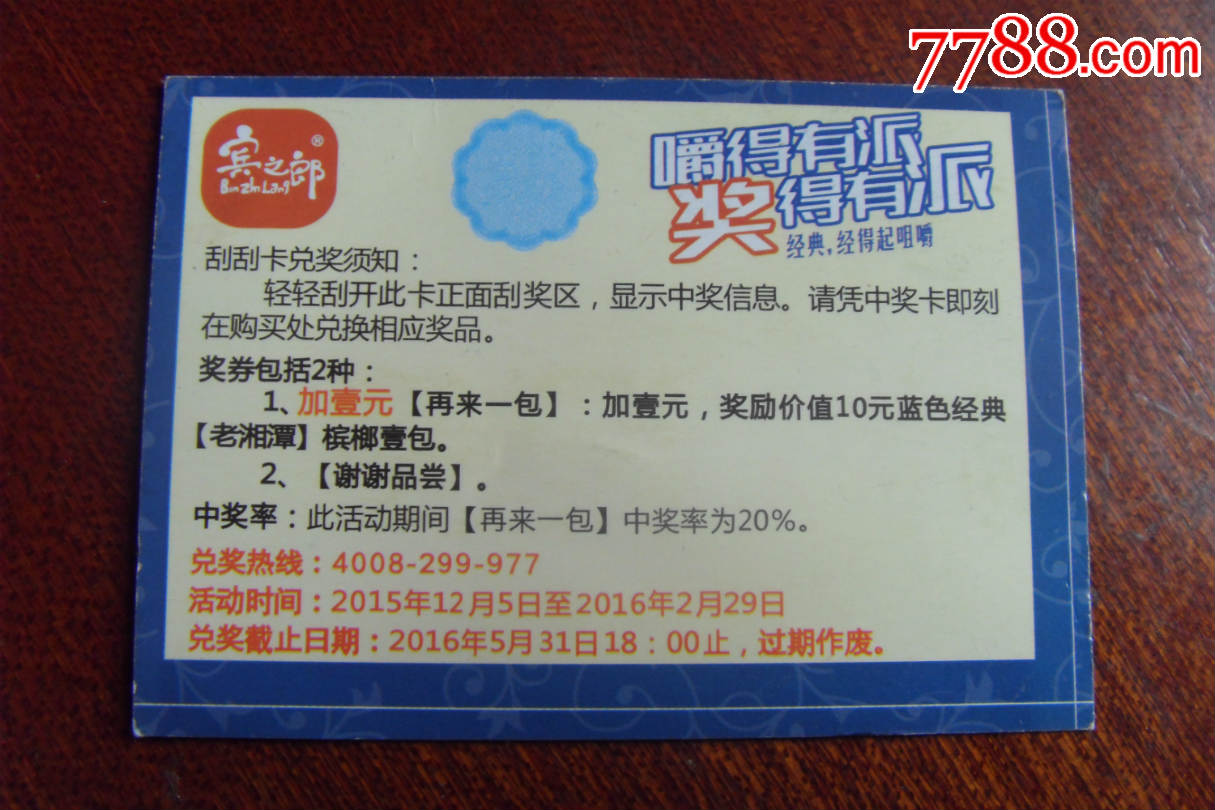 7788.com
宾之郎®
Bin Zhi Lang
嚼得有派
奖得有派
经典,经得起咀嚼
刮刮卡兑奖须知：
轻轻刮开此卡正面刮奖区，显示中奖信息。请凭中奖卡即刻
在购买处兑换相应奖品。
奖券包括2种：
1、加壹元【再来一包】：加壹元，奖励价值10元蓝色经典
【老湘潭】槟榔壹包。
2、【谢谢品尝】。
中奖率：此活动期间【再来一包】中奖率为20%。
兑奖热线：4008-299-977
活动时间：2015年12月5日至2016年2月29日
兑奖截止日期：2016年5月31日18：00止，过期作废。